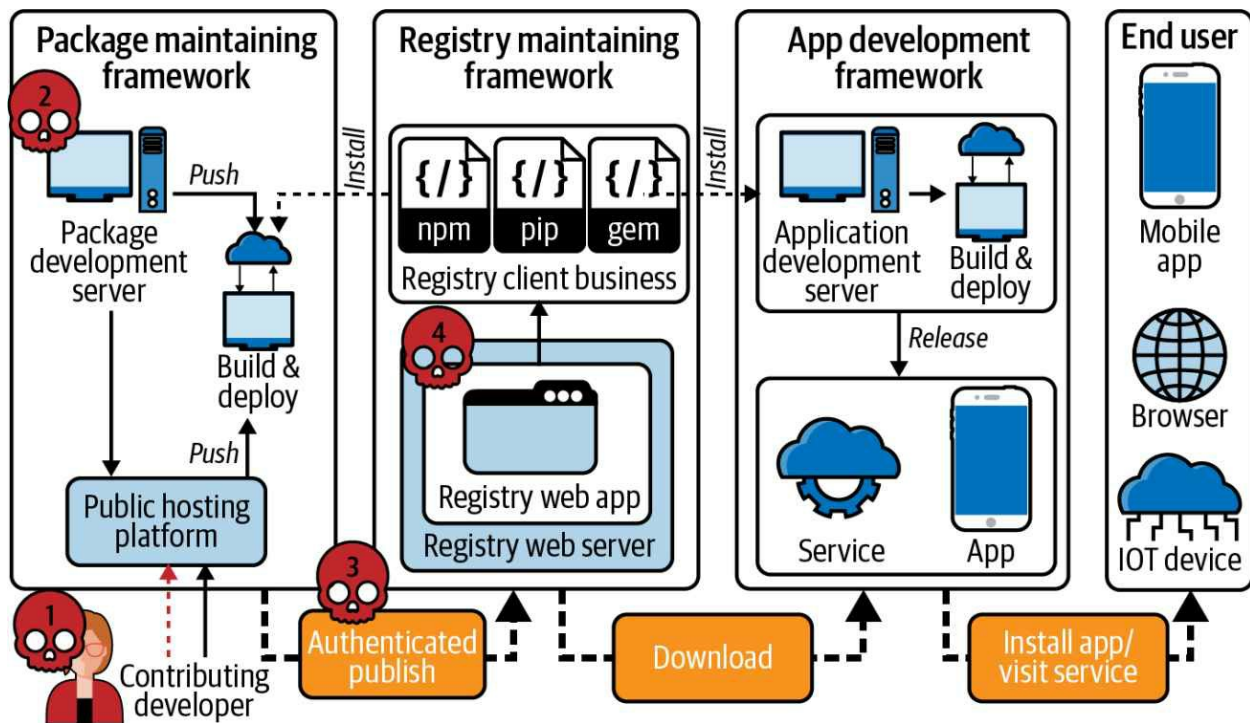 Package maintaining
framework
2
Push
Package
development
server
Build &
deploy
Push
Public hosting
platform
1
Contributing
developer
Install
Registry maintaining
framework
{/} {/} {/}
npm pip gem
Registry client business
4
Registry web app
Registry web server
Install
App development
framework
Application
development
server
Build &
deploy
Release
Service
App
End user
Mobile
app
Browser
IOT device
3
Authenticated
publish
Download
Install app/
visit service